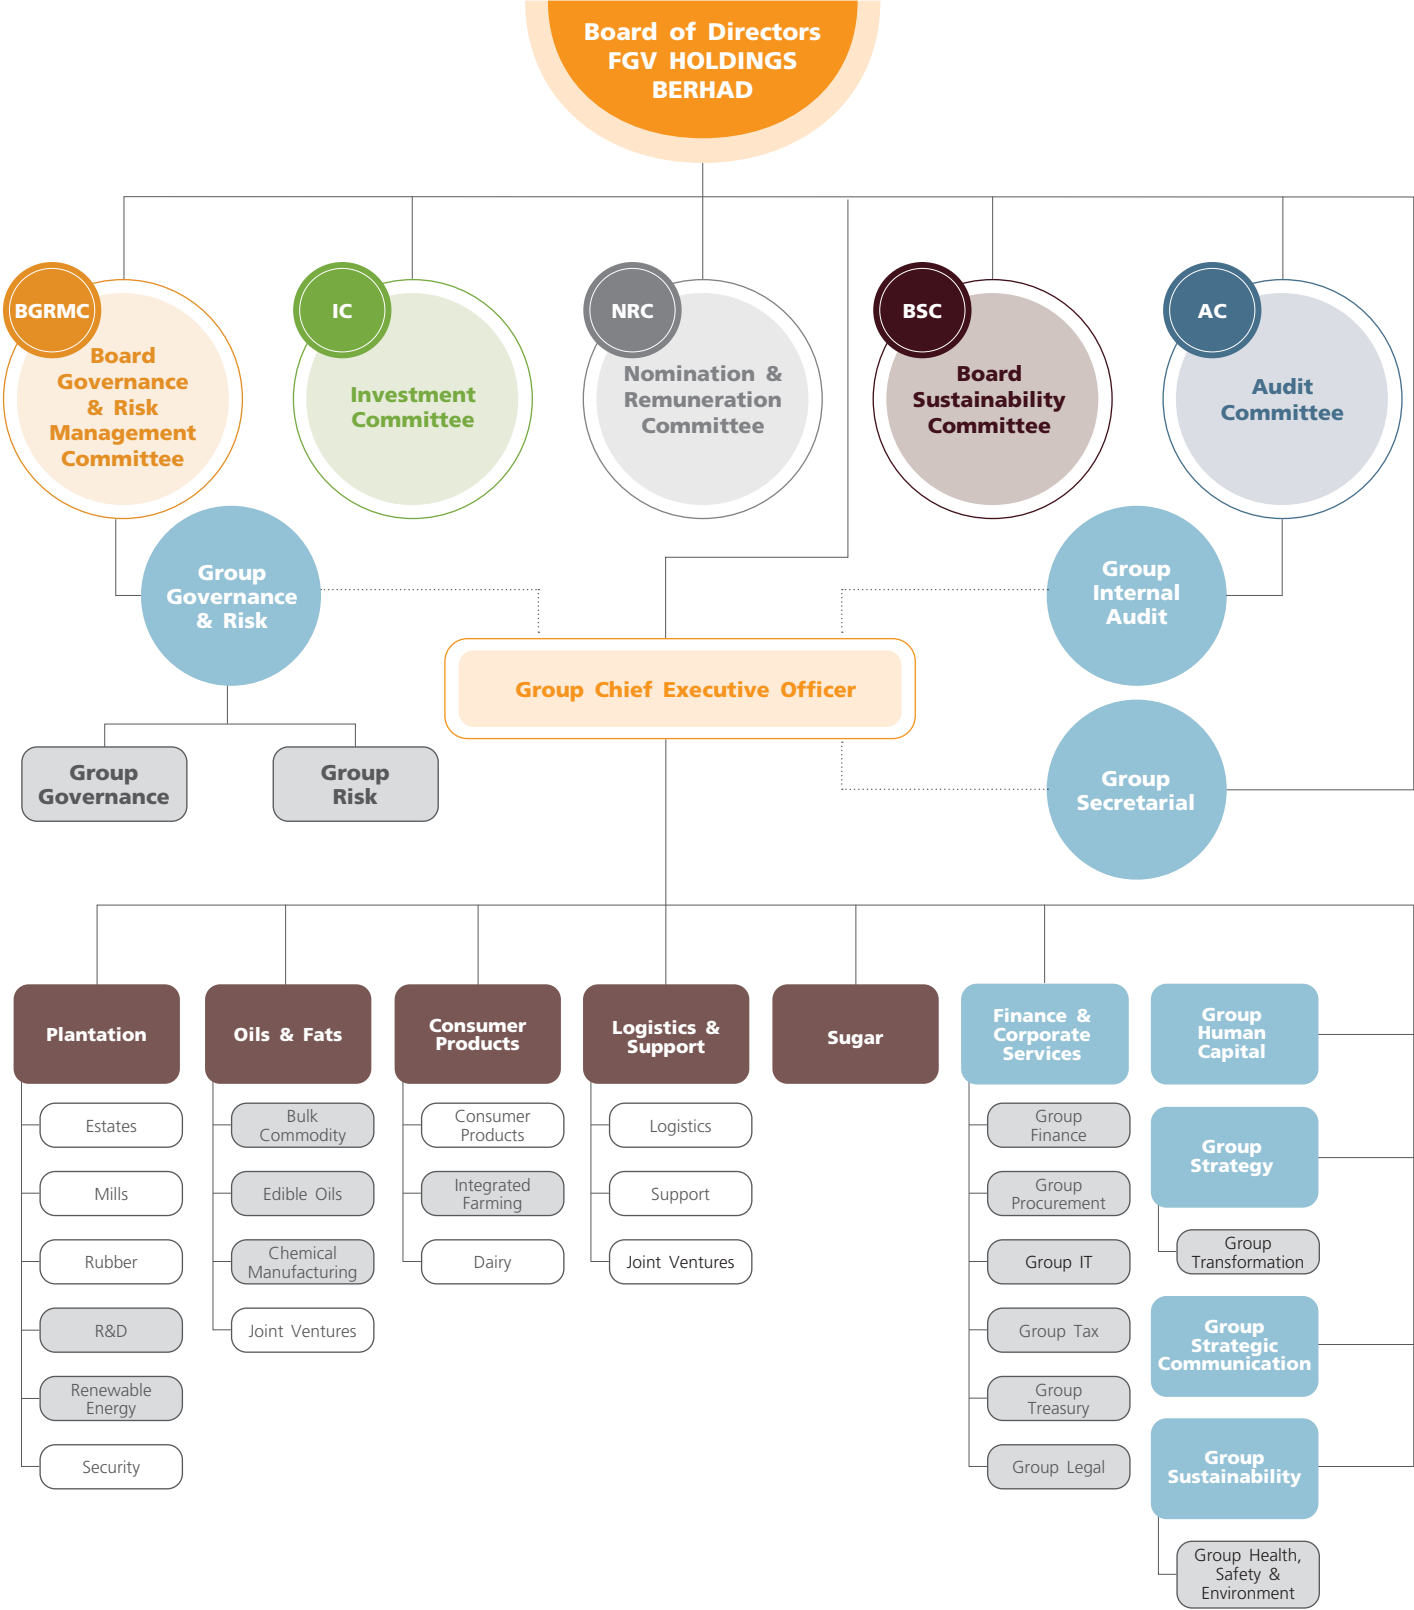 Board of Directors
FGV HOLDINGS
BERHAD
BGRMC
Board
Governance
& Risk
Management
Committee
IC
Investment
Committee
NRC
Nomination &
Remuneration
Committee
BSC
Board
Sustainability
Committee
AC
Audit
Committee
Group
Governance
& Risk
Group
Internal
Audit
Group Chief Executive Officer
Group
Governance
Group
Risk
Group
Secretarial
Plantation
Estates
Mills
Rubber
R&D
Renewable
Energy
Security
Oils & Fats
Bulk
Commodity
Edible Oils
Chemical
Manufacturing
Joint Ventures
Consumer
Products
Consumer
Products
Integrated
Farming
Dairy
Logistics &
Support
Logistics
Support
Joint Ventures
Sugar
Finance &
Corporate
Services
Group
Finance
Group
Procurement
Group IT
Group Tax
Group
Treasury
Group Legal
Group
Human
Capital
Group
Strategy
Group
Transformation
Group
Strategic
Communication
Group
Sustainability
Group Health,
Safety &
Environment